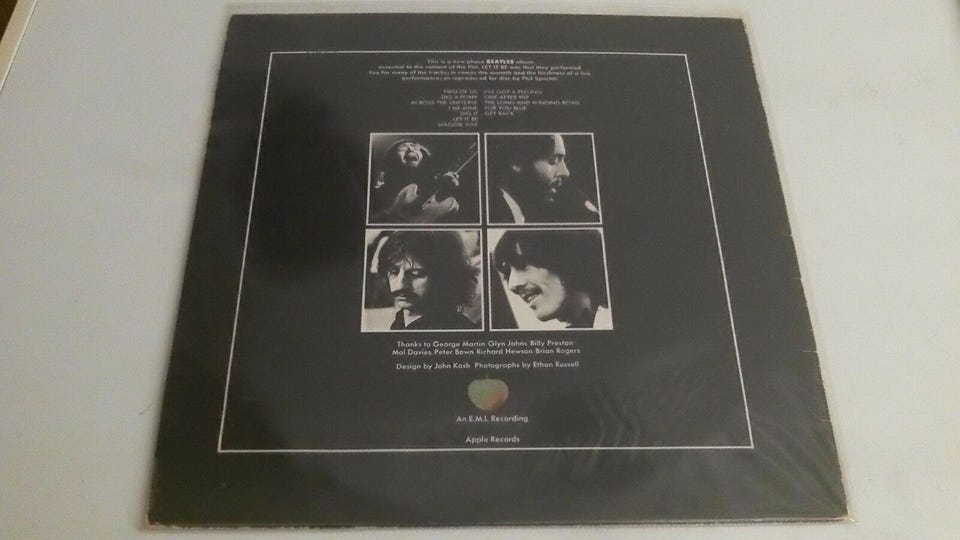 This is a new phase BEATLES album...
essential to the content of the film, LET IT BE was that they performed
live for many of the tracks; in comes the warmth and the freshness of a live
performance; as reproduced for disc by Phil Spector
TWO OF US I'VE GOT A FEELING
DIG A PONY ONE AFTER 909
ACROSS THE UNIVERSE THE LONG AND WINDING ROAD
I ME MINE FOR YOU BLUE
DIG IT GET BACK
LET IT BE
MAGGIE MAE
Thanks to George Martin Glyn Johns Billy Preston
Mal Davies Peter Bown Richard Hewson Brian Rogers
Design by John Kosh Photographs by Ethan Russell
An E.M.I. Recording
Apple Records